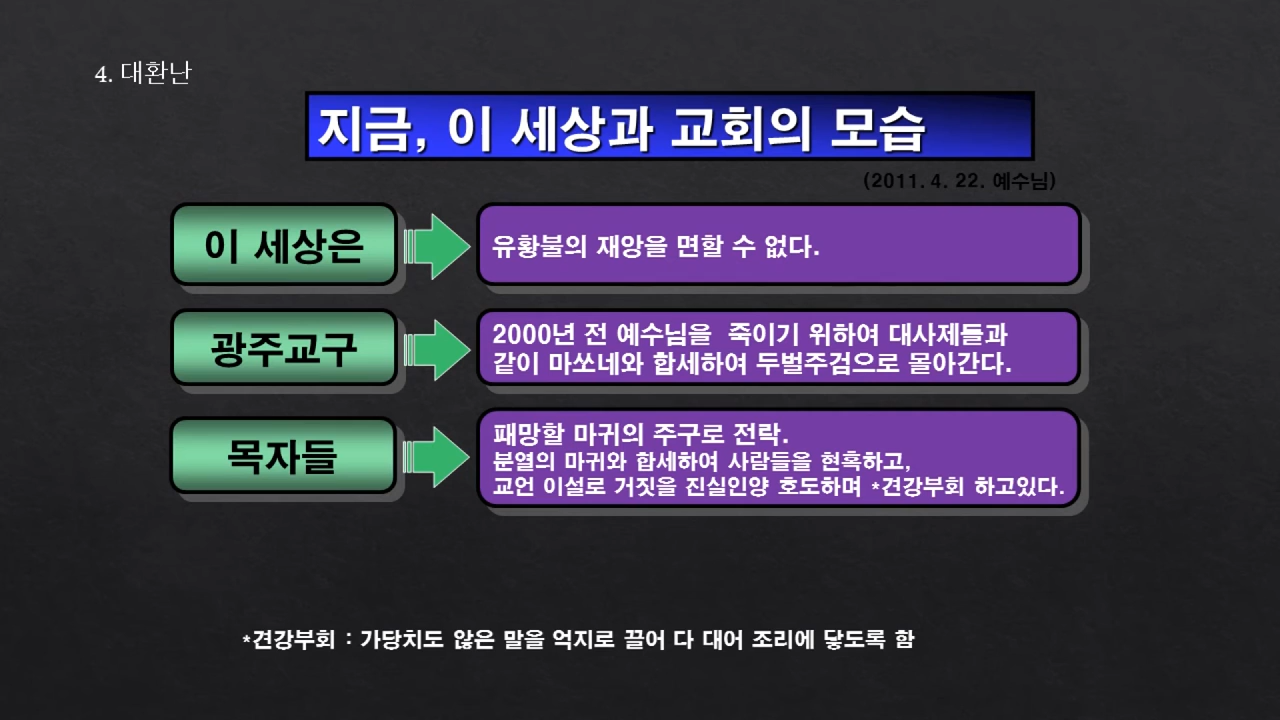 4. 대환난
지금, 이 세상과 교회의 모습
(2011. 4. 22. 예수님)
이 세상은
유황불의 재앙을 면할 수 없다.
광주교구
2000년 전 예수님을 죽이기 위하여 대사제들과
같이 마쏘네와 합세하여 두벌주검으로 몰아간다.
목자들
패망할 마귀의 주구로 전락.
분열의 마귀와 합세하여 사람들을 현혹하고,
교언 이설로 거짓을 진실인양 호도하며 *견강부회 하고있다.
*견강부회 : 가당치도 않은 말을 억지로 끌어 다 대어 조리에 닿도록 함